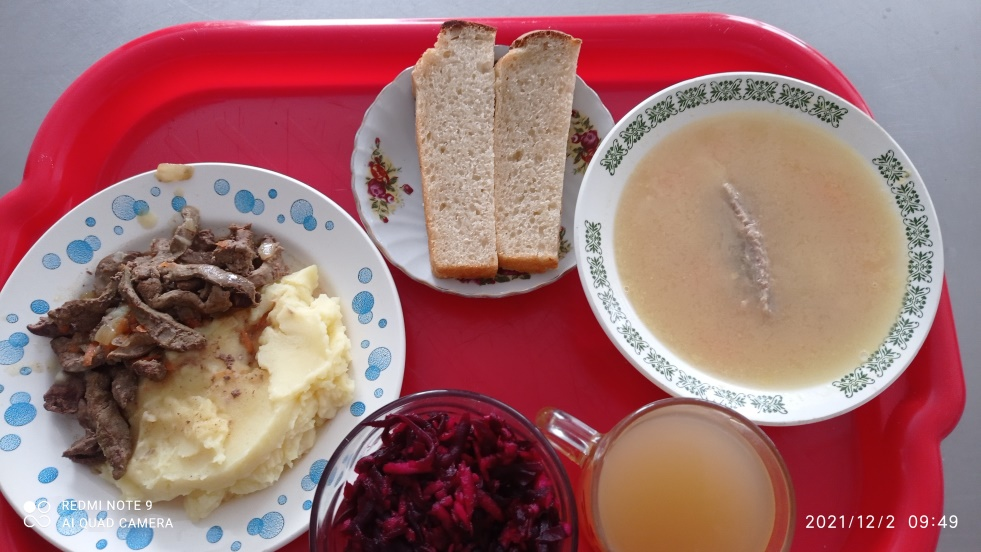 REDMI NOTE 9
AI QUAD CAMERA
2021/12/2 09:49